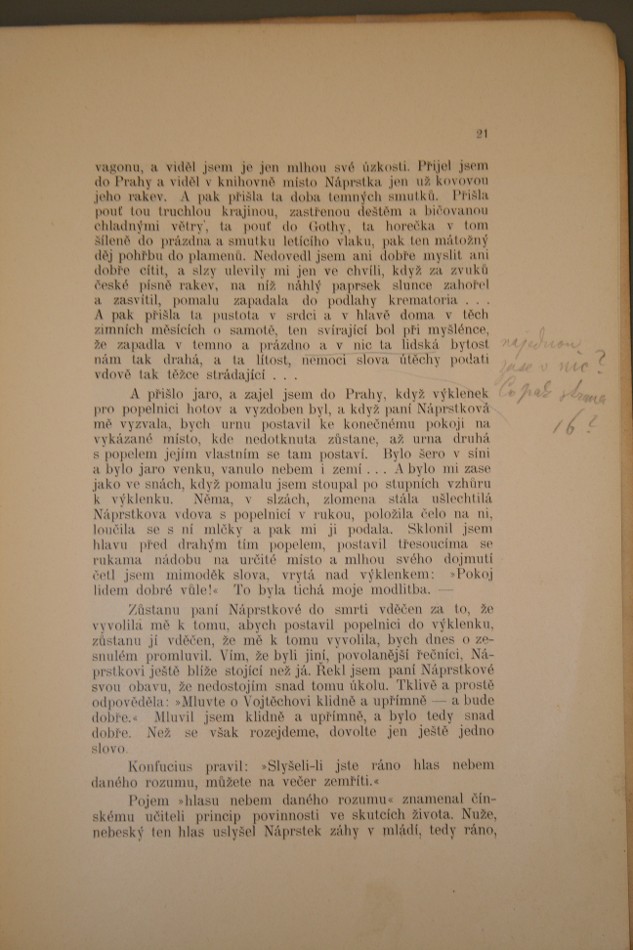 21
vagonu, a viděl jsem je jen mlhou své úzkosti. Přijel jsem
do Prahy a viděl v knihovně místo Náprstka jen už kovovou
jeho rakev. A pak přišla ta doba temných smutků. Přišla
pouť tou truchlou krajinou, zastřenou deštěm a bičovanou
chladnými větry, ta pouť do Gothy, ta horečka v tom
šíleně do prázdna a smutku letícího vlaku, pak ten mátožný
děj pohřbu do plamenů. Nedovedl jsem ani dobře myslit ani
dobře cítit, a slzy ulevily mi jen ve chvíli, když za zvuků
české písně rakev, na níž náhlý paprsek slunce zahořel
a zasvítil, pomalu zapadala do podlahy krematoria . . .
A pak přišla ta pustota v srdci a v hlavě doma v těch
zimních měsících o samotě, ten svírající bol při myšlénce,
že zapadla v temno a prázdno a v nic ta lidská bytost
nám tak drahá, a ta lítost, nemoci slova útěchy podati
vdově tak těžce strádající . . .
najednou
zase v nic?
Copak
16?
A přišlo jaro, a zajel jsem do Prahy, když výklenek
pro popelnici hotov a vyzdoben byl, a když paní Náprstková
mě vyzvala, bych urnu postavil ke konečnému pokoji na
vykázané místo, kde nedotknuta zůstane, až urna druhá
s popelem jejím vlastním se tam postaví. Bylo šero v síni
a bylo jaro venku, vanulo nebem i zemí . . . A bylo mi zase
jako ve snách, když pomalu jsem stoupal po stupních vzhůru
k výklenku. Něma, v slzách, zlomena stála ušlechtilá
Náprstkova vdova s popelnicí v rukou, položila čelo na ni,
loučila se s ní mlčky a pak mi ji podala. Sklonil jsem
hlavu před drahým tím popelem, postavil třesoucíma se
rukama nádobu na určité místo a mlhou svého dojmutí
četl jsem mimoděk slova, vrytá nad výklenkem: »Pokoj
lidem dobré vůle!« To byla tichá moje modlitba. —
Zůstanu paní Náprstkové do smrti vděčen za to, že
vyvolila mě k tomu, abych postavil popelnici do výklenku,
zůstanu jí vděčen, že mě k tomu vyvolila, bych dnes o ze-
snulém promluvil. Vím, že byli jiní, povolanější řečníci, Ná-
prstkovi ještě blíže stojící než já. Řekl jsem paní Náprstkové
svou obavu, že nedostojím snad tomu úkolu. Tklivě a prostě
odpověděla: »Mluvte o Vojtěchovi klidně a upřímně — a bude
dobře.« Mluvil jsem klidně a upřímně, a bylo tedy snad
dobře. Než se však rozejdeme, dovolte jen ještě jedno
slovo.
Konfucius pravil: »Slyšeli-li jste ráno hlas nebem
daného rozumu, můžete na večer zemříti.«
Pojem »hlasu nebem daného rozumu« znamenal čín-
skému učiteli princip povinnosti ve skutcích života. Nuže,
nebeský ten hlas uslyšel Náprstek záhy v mládí, tedy ráno,